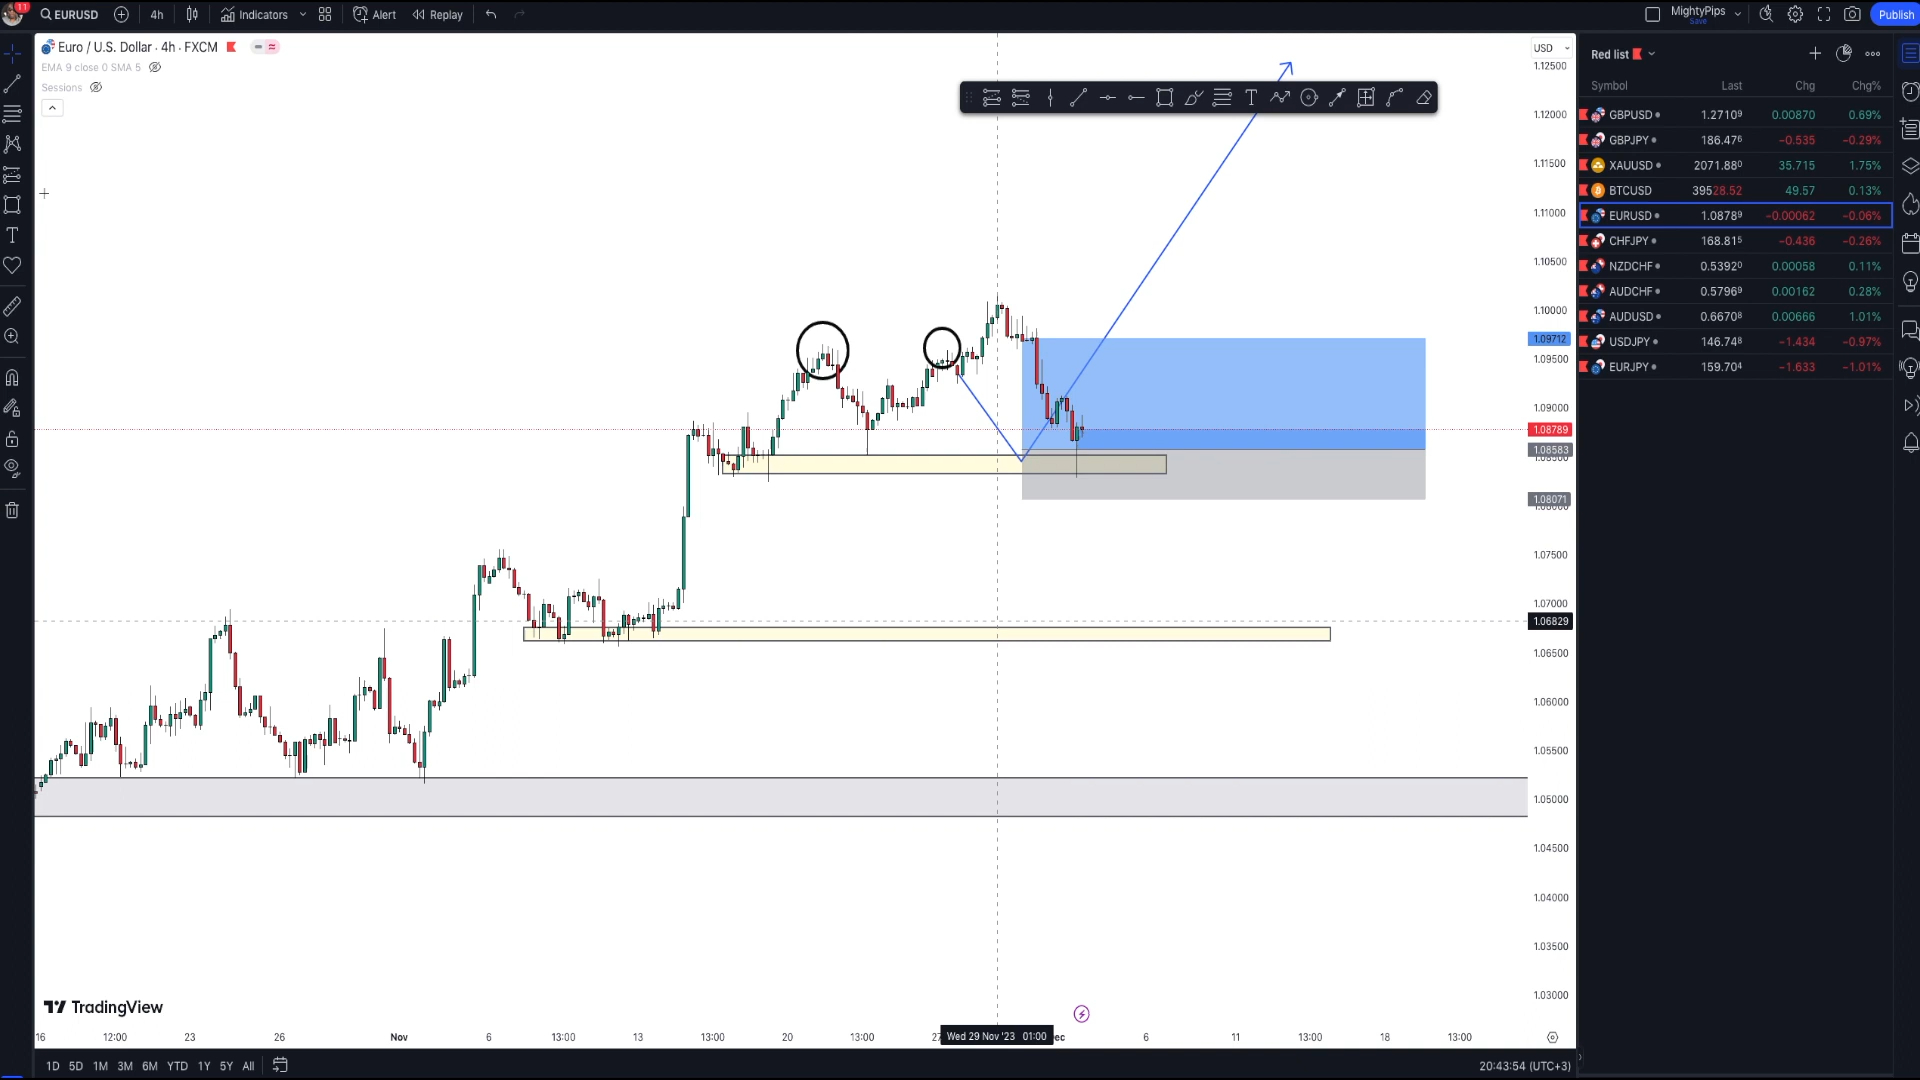 11
EURUSD 4h Indicators Alert Replay MightyPips Save Publish
Euro / U.S. Dollar · 4h · FXCM
EMA 9 close 0 SMA 5
Sessions
USD
1.12500
1.12000
1.11500
1.11000
1.10500
1.10000
1.09712
1.09500
1.09000
1.08789
1.08583
1.08071
1.07500
1.07000
1.06829
1.06500
1.06000
1.05500
1.05000
1.04500
1.04000
1.03500
1.03000
Red list
Symbol Last Chg Chg%
GBPUSD 1.27109 0.00870 0.69%
GBPJPY 186.476 −0.535 −0.29%
XAUUSD 2071.880 35.715 1.75%
BTCUSD 39528.52 49.57 0.13%
EURUSD 1.08789 −0.00062 −0.06%
CHFJPY 168.815 −0.436 −0.26%
NZDCHF 0.53920 0.00058 0.11%
AUDCHF 0.57969 0.00162 0.28%
AUDUSD 0.66708 0.00666 1.01%
USDJPY 146.748 −1.434 −0.97%
EURJPY 159.704 −1.633 −1.01%
TradingView
16 12:00 23 26 Nov 6 13:00 13 13:00 20 13:00 27 Wed 29 Nov '23 01:00 6 11 13:00 18 13:00
1D 5D 1M 3M 6M YTD 1Y 5Y All 20:43:54 (UTC+3)